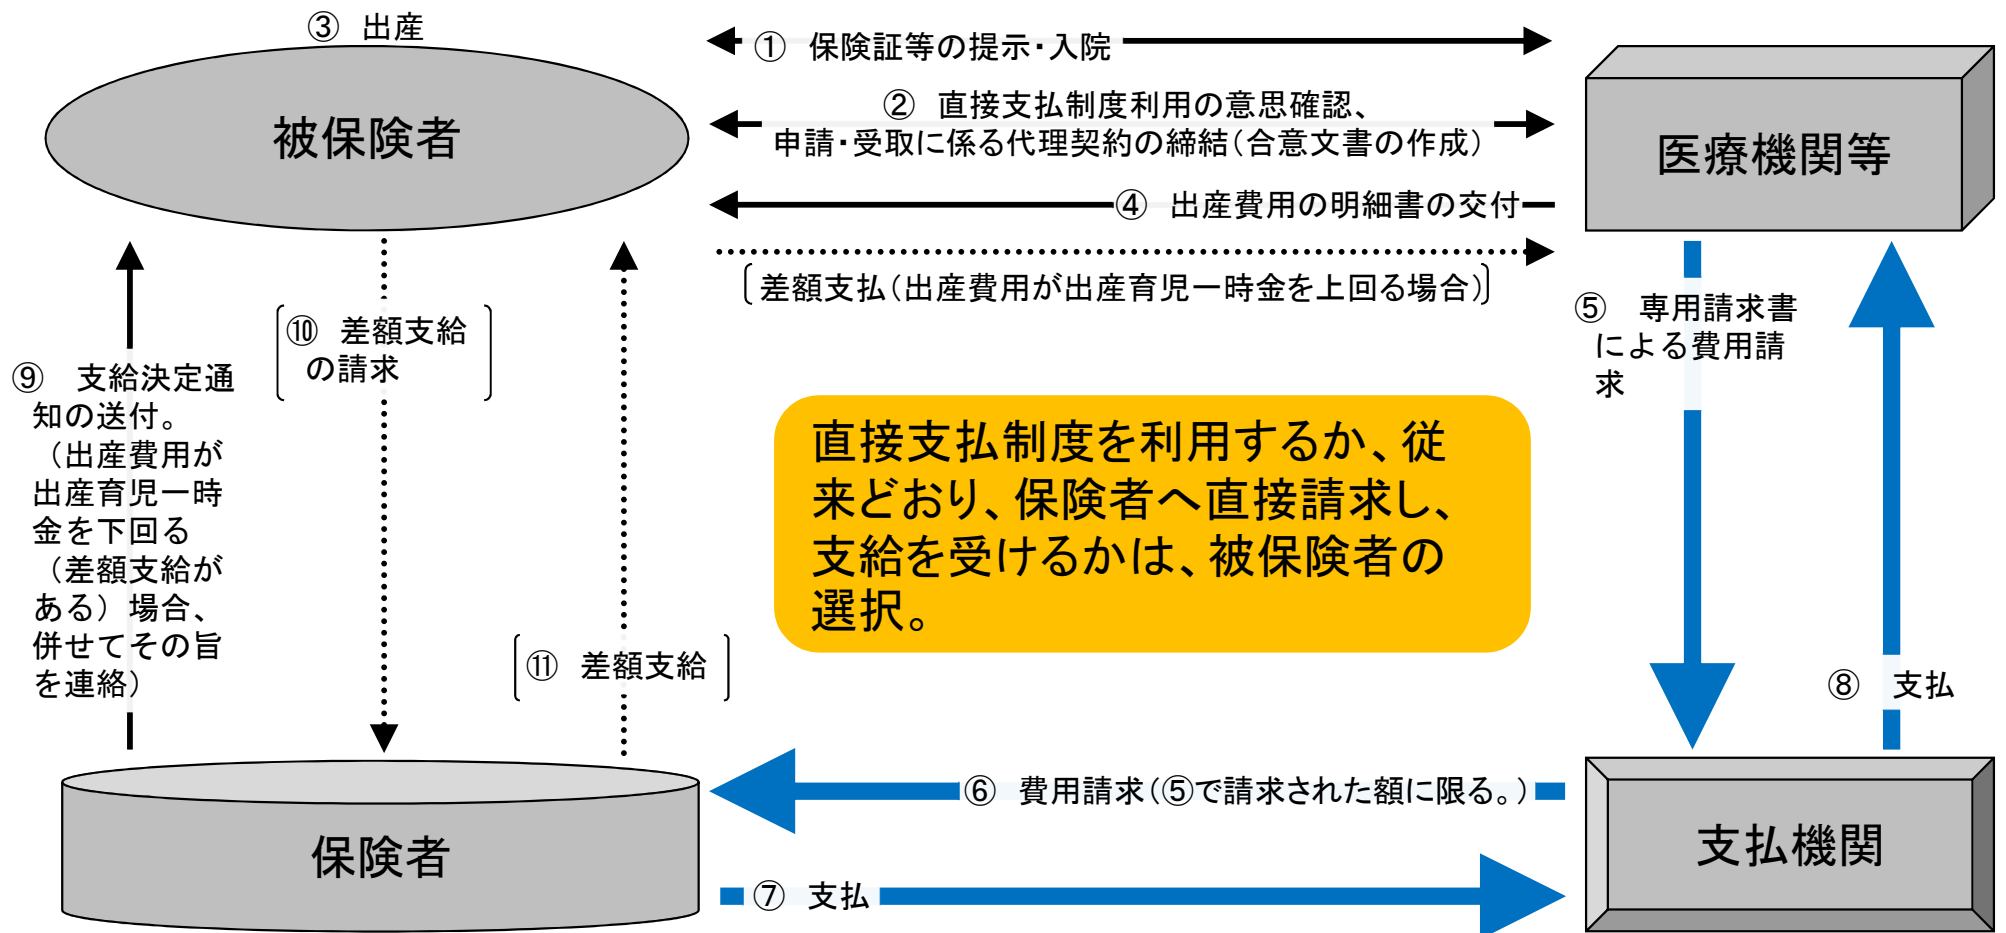 ③　出産
①　保険証等の提示・入院
被保険者
②　直接支払制度利用の意思確認、
申請・受取に係る代理契約の締結（合意文書の作成）
医療機関等
④　出産費用の明細書の交付
差額支払（出産費用が出産育児一時金を上回る場合）
⑤　専用請求書
による費用請
求
⑩　差額支給
の請求
⑨　支給決定通
知の送付。
（出産費用が
出産育児一時
金を下回る
（差額支給が
ある）場合、
併せてその旨
を連絡）
直接支払制度を利用するか、従
来どおり、保険者へ直接請求し、
支給を受けるかは、被保険者の
選択。
⑪　差額支給
⑧　支払
⑥　費用請求（⑤で請求された額に限る。）
保険者
支払機関
⑦　支払